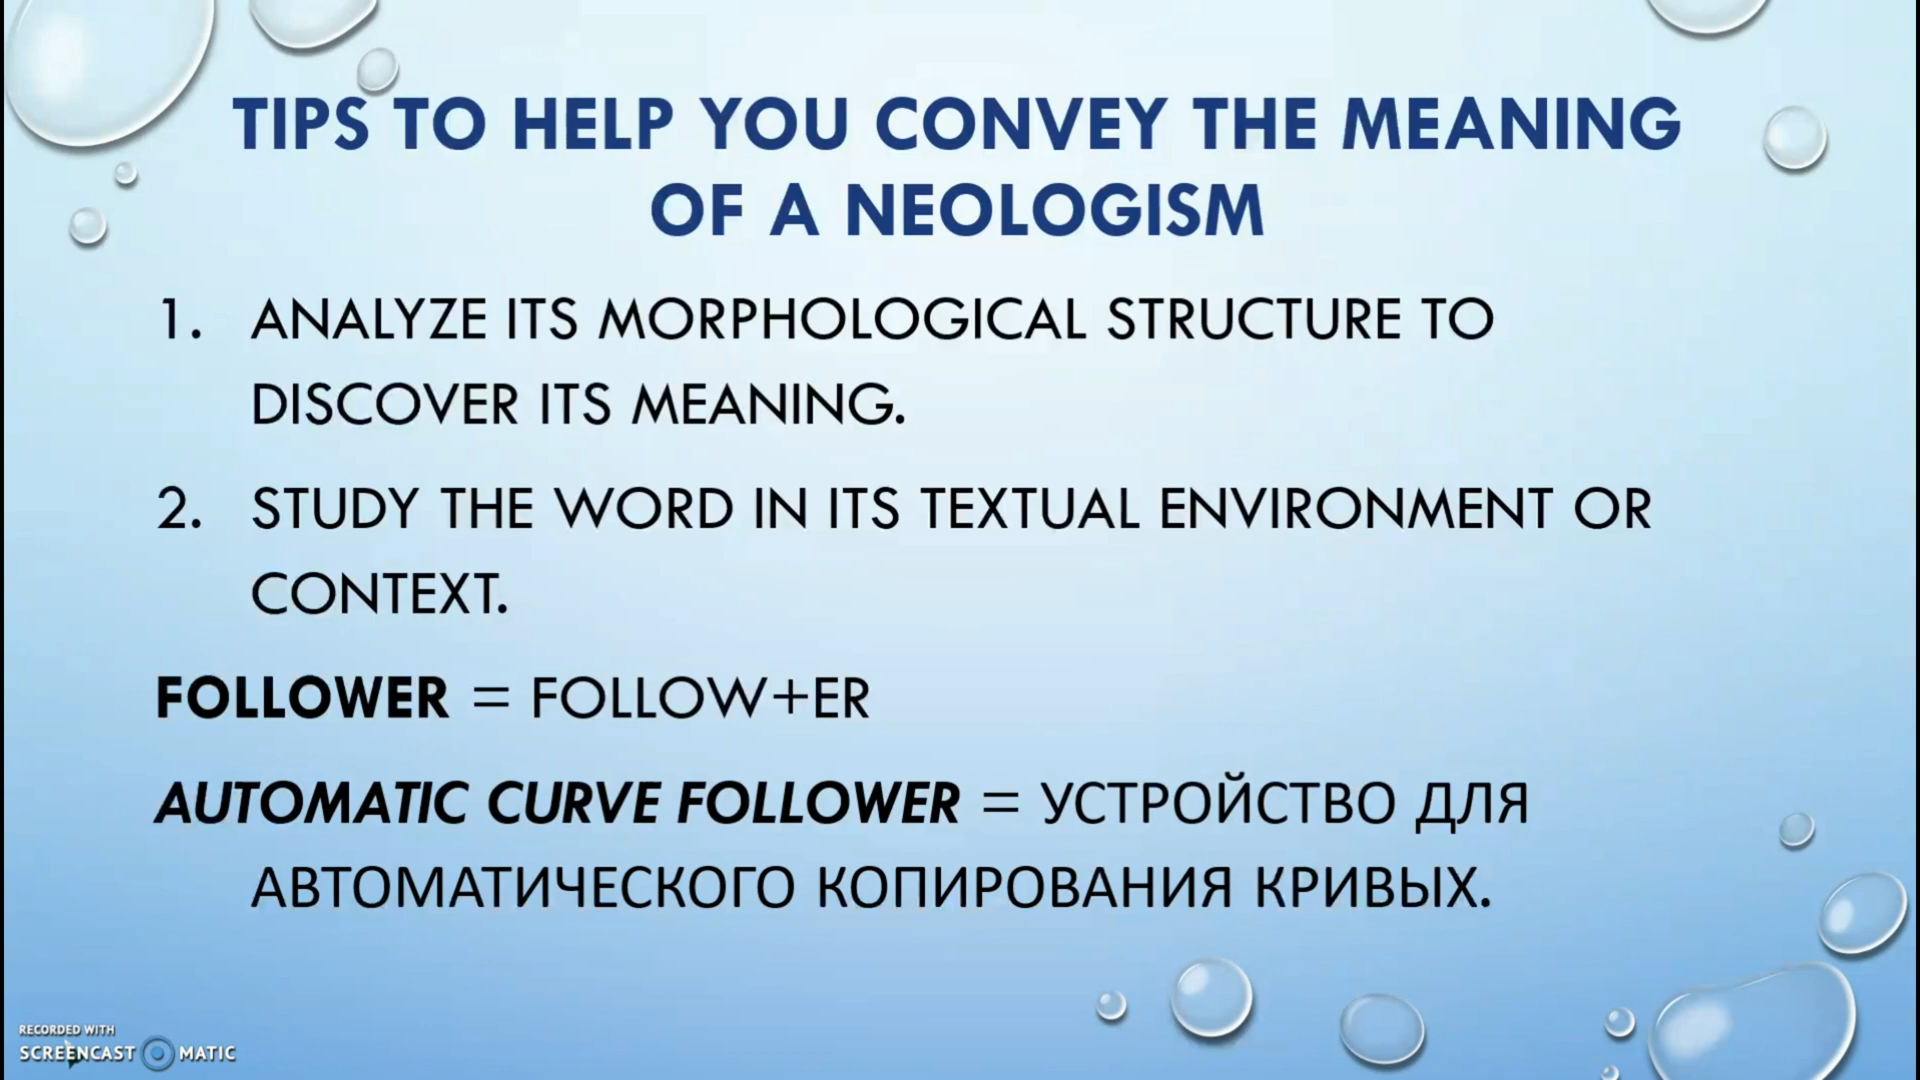 TIPS TO HELP YOU CONVEY THE MEANING
OF A NEOLOGISM
1. ANALYZE ITS MORPHOLOGICAL STRUCTURE TO
DISCOVER ITS MEANING.
2. STUDY THE WORD IN ITS TEXTUAL ENVIRONMENT OR
CONTEXT.
FOLLOWER = FOLLOW+ER
AUTOMATIC CURVE FOLLOWER = УСТРОЙСТВО ДЛЯ
АВТОМАТИЧЕСКОГО КОПИРОВАНИЯ КРИВЫХ.
RECORDED WITH
SCREENCAST MATIC